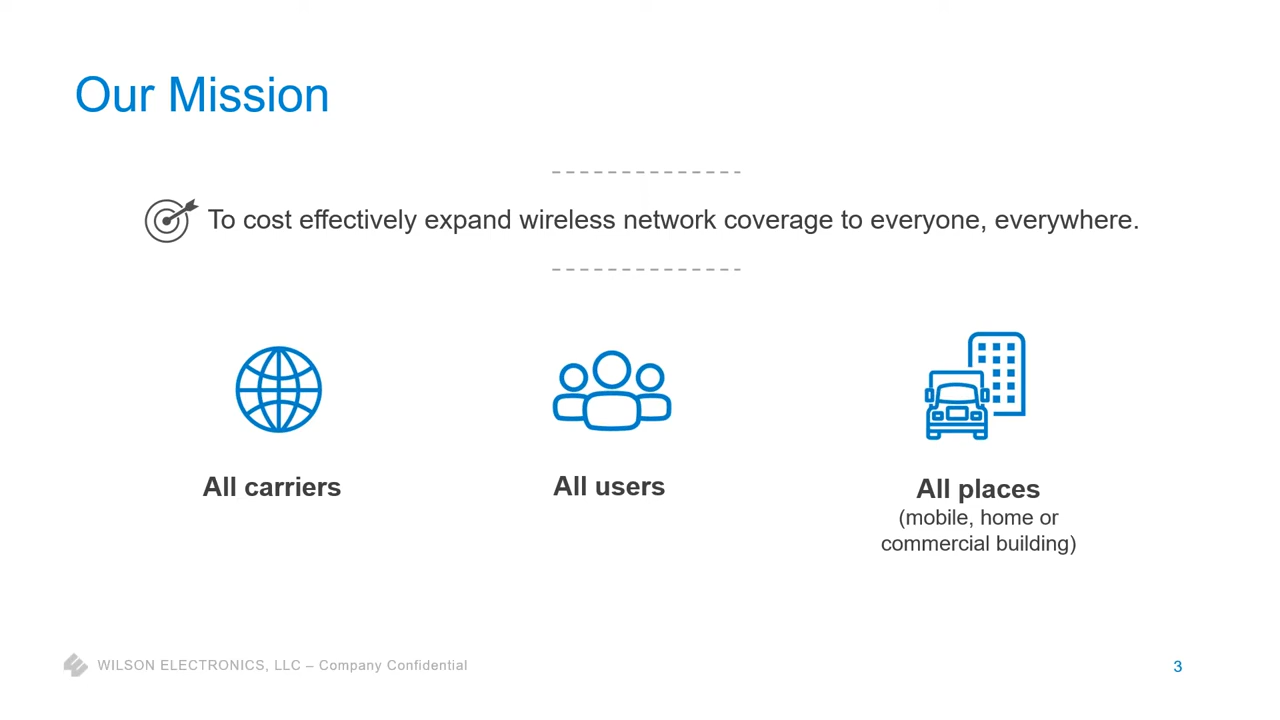 Our Mission
To cost effectively expand wireless network coverage to everyone, everywhere.
All carriers
All users
All places
(mobile, home or
commercial building)
WILSON ELECTRONICS, LLC – Company Confidential
3